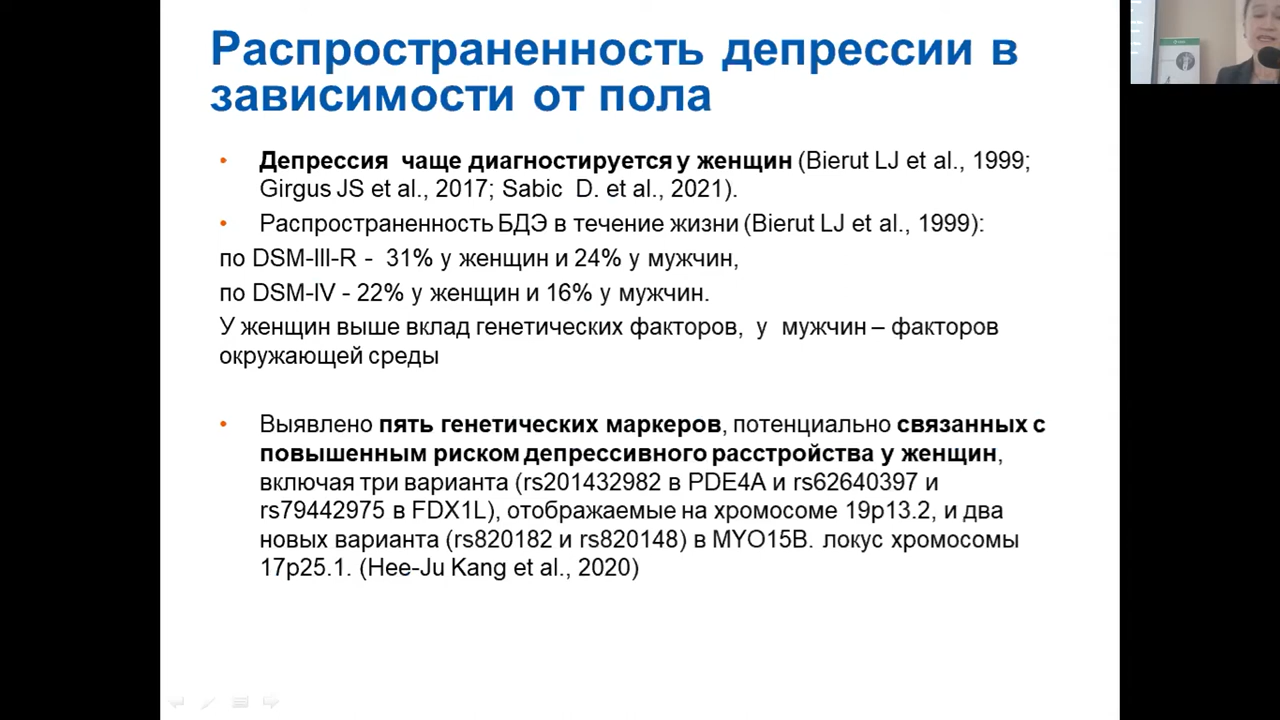 Распространенность депрессии в
зависимости от пола
• Депрессия чаще диагностируется у женщин (Bierut LJ et al., 1999;
Girgus JS et al., 2017; Sabic D. et al., 2021).
• Распространенность БДЭ в течение жизни (Bierut LJ et al., 1999):
по DSM-III-R - 31% у женщин и 24% у мужчин,
по DSM-IV - 22% у женщин и 16% у мужчин.
У женщин выше вклад генетических факторов, у мужчин – факторов
окружающей среды
• Выявлено пять генетических маркеров, потенциально связанных с
повышенным риском депрессивного расстройства у женщин,
включая три варианта (rs201432982 в PDE4A и rs62640397 и
rs79442975 в FDX1L), отображаемые на хромосоме 19p13.2, и два
новых варианта (rs820182 и rs820148) в MYO15B. локус хромосомы
17p25.1. (Hee-Ju Kang et al., 2020)